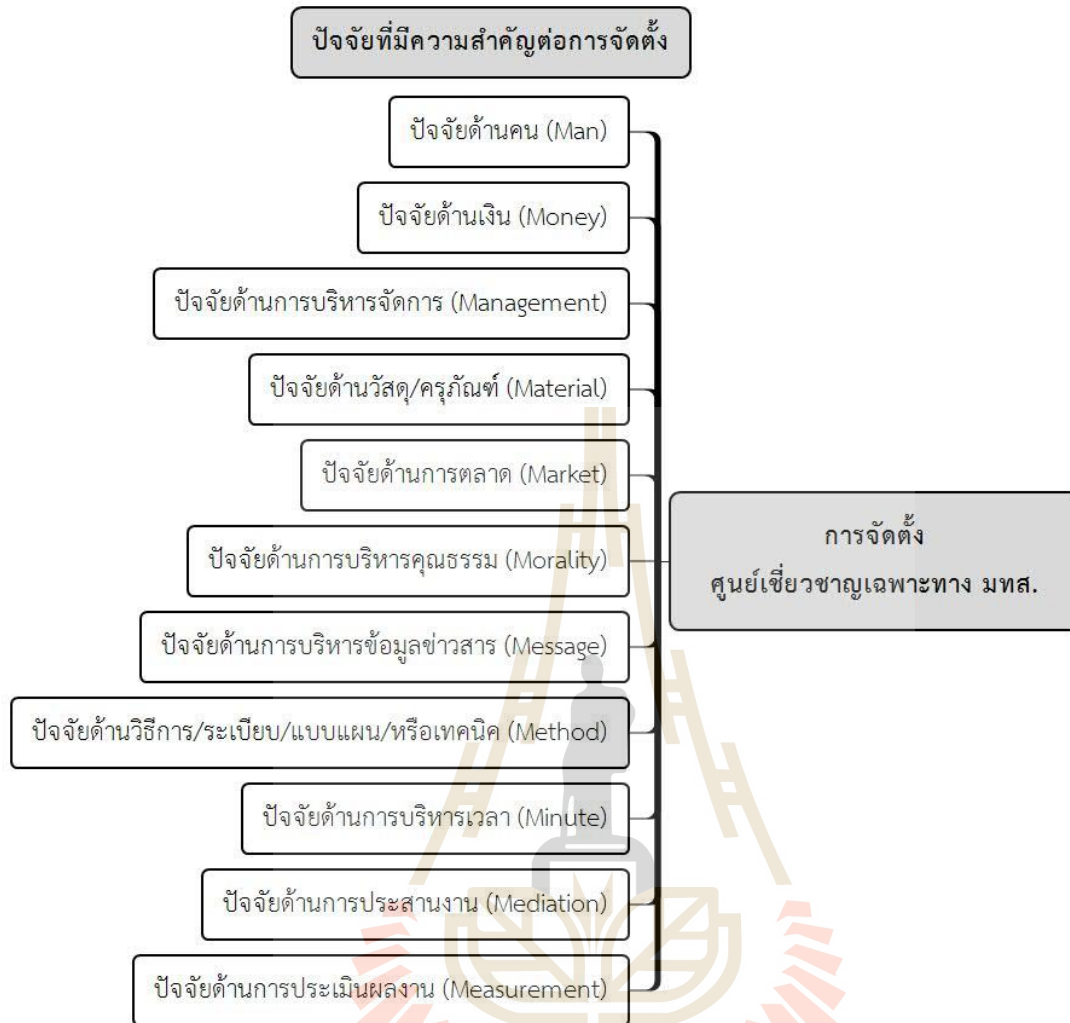 ปัจจัยที่มีความสำคัญต่อการจัดตั้ง
ปัจจัยด้านคน (Man)
ปัจจัยด้านเงิน (Money)
ปัจจัยด้านการบริหารจัดการ (Management)
ปัจจัยด้านวัสดุ/ครุภัณฑ์ (Material)
ปัจจัยด้านการตลาด (Market)
ปัจจัยด้านการบริหารคุณธรรม (Morality)
ปัจจัยด้านการบริหารข้อมูลข่าวสาร (Message)
ปัจจัยด้านวิธีการ/ระเบียบ/แบบแผน/หรือเทคนิค (Method)
ปัจจัยด้านการบริหารเวลา (Minute)
ปัจจัยด้านการประสานงาน (Mediation)
ปัจจัยด้านการประเมินผลงาน (Measurement)
การจัดตั้ง
ศูนย์เชี่ยวชาญเฉพาะทาง มทส.